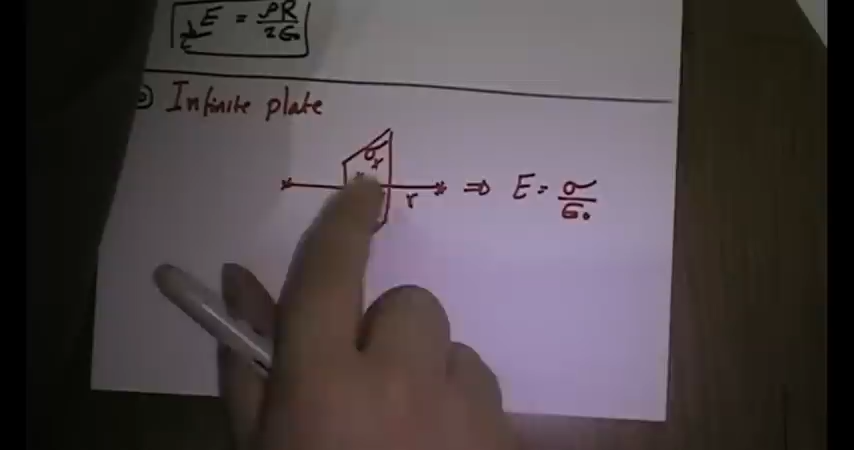 E = ρR / 2ϵ₀
Infinite plate
σ
r ⇒ E = σ / ϵ₀